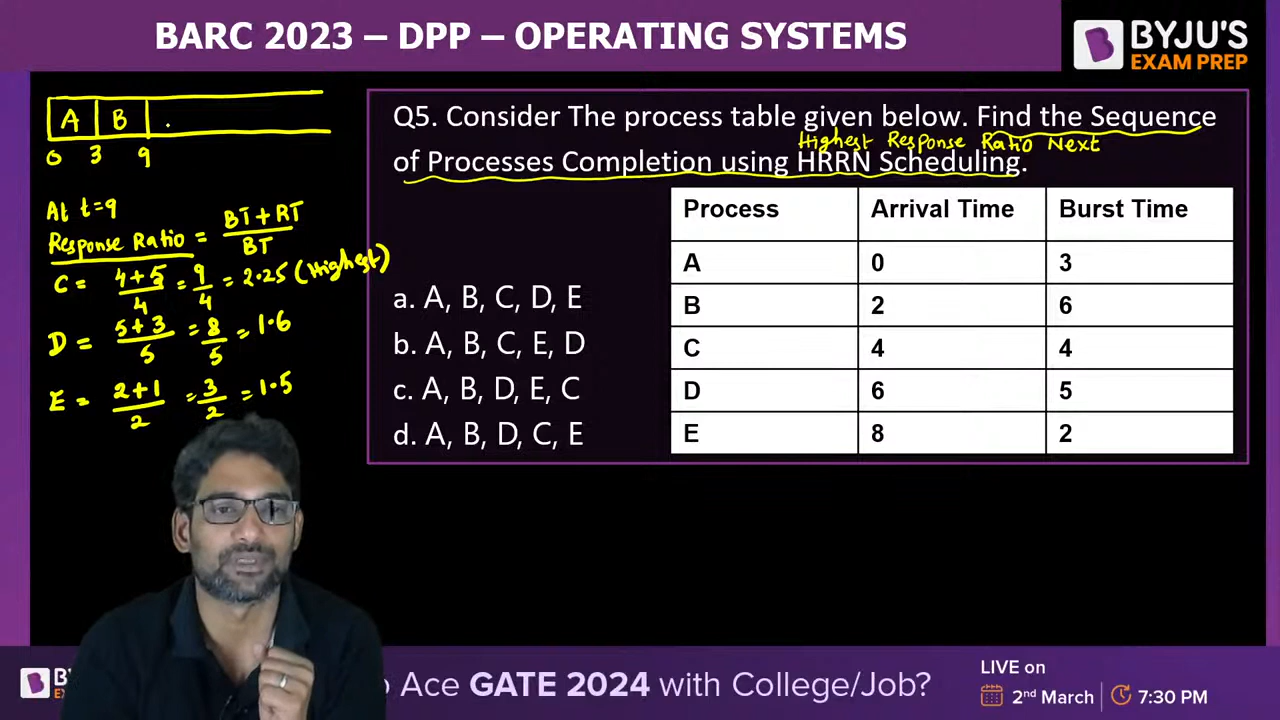 BARC 2023 – DPP – OPERATING SYSTEMS
BYJU'S
EXAM PREP
A B
0 3 9
At t=9
Response Ratio = BT + RT / BT
C = 4+5 / 4 = 9 / 4 = 2.25 (Highest)
D = 5+3 / 5 = 8 / 5 = 1.6
E = 2+1 / 2 = 3 / 2 = 1.5
Q5. Consider The process table given below. Find the Sequence
Highest Response Ratio Next
of Processes Completion using HRRN Scheduling.
a. A, B, C, D, E
b. A, B, C, E, D
c. A, B, D, E, C
d. A, B, D, C, E
Process Arrival Time Burst Time
A 0 3
B 2 6
C 4 4
D 6 5
E 8 2
Ace GATE 2024 with College/Job?
LIVE on
2nd March 7:30 PM